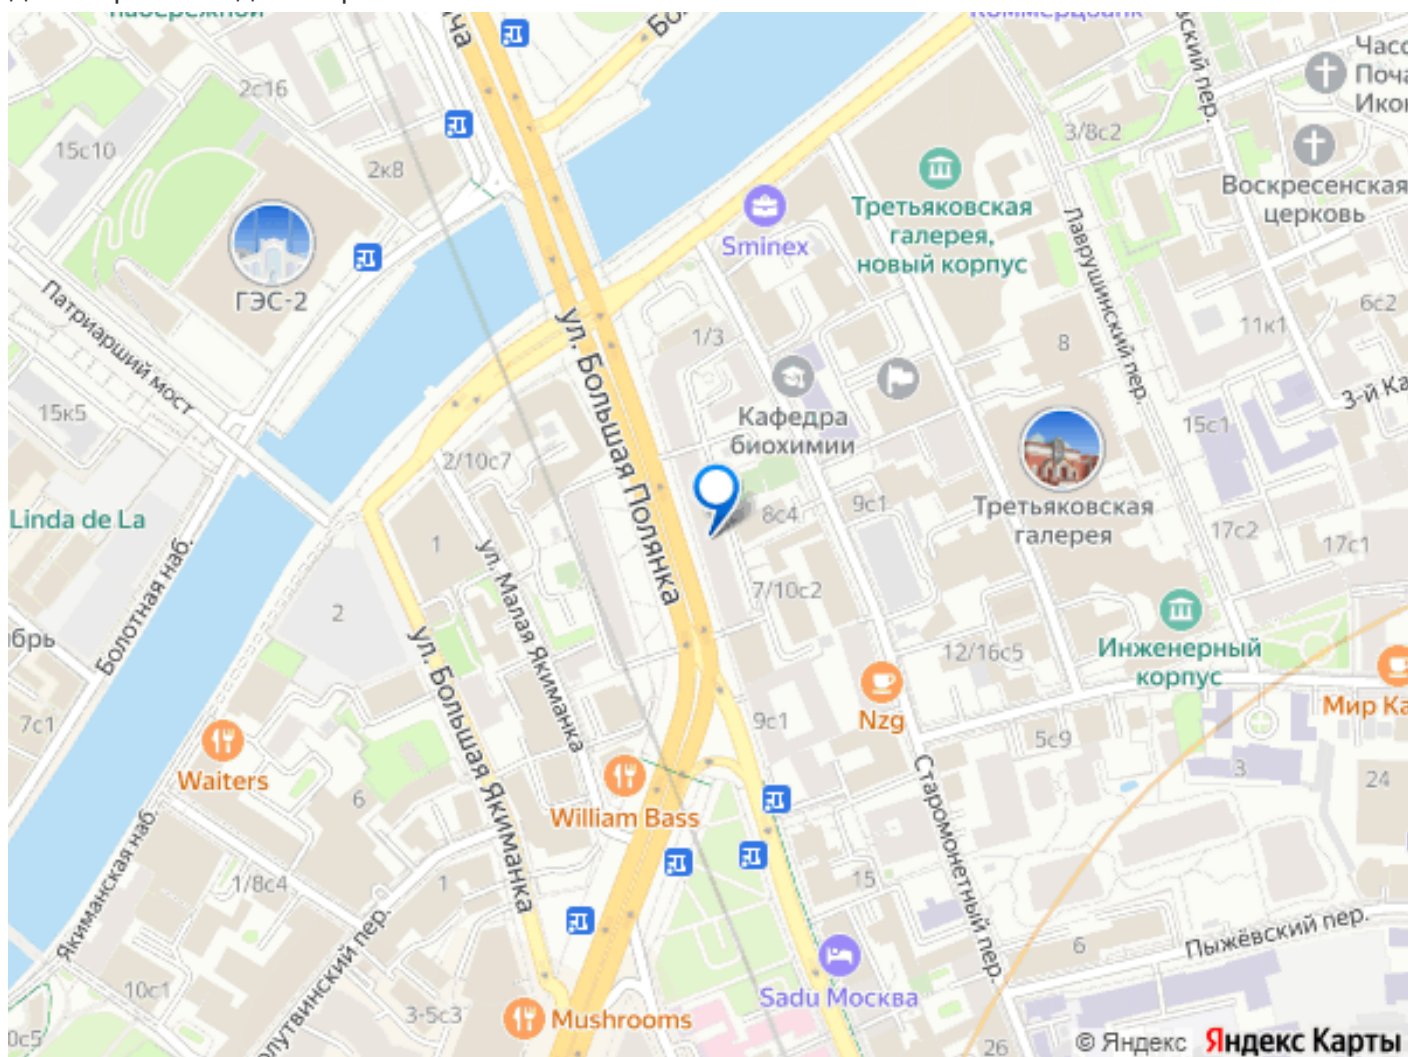 Набережной
Коммерцбанк
ул. Большая Полянка
2с16
15с10
2к8
3/8с2
Воскресенская
церковь
Третьяковская
галерея,
новый корпус
Sminex
Лаврушинский пер.
ГЭС-2
Патриарший мост
6с2
11к1
1/3
8
15к5
Кафедра
биохимии
15с1
2/10с7
Linda de La
8с4
9с1
Третьяковская
галерея
17с2
17с1
1
ул. Малая Якиманка
7/10с2
2
Болотная наб.
ул. Большая Якиманка
Инженерный
корпус
12/16с5
7с1
Nzg
9с1
5с9
Waiters
William Bass
6
3
24
Старомонетный пер.
Якиманская наб.
1/8с4
1
15
6
Пыжёвский пер.
10с1
3-5с3
Sadu Москва
Mushrooms
26
© Яндекс Яндекс Карты